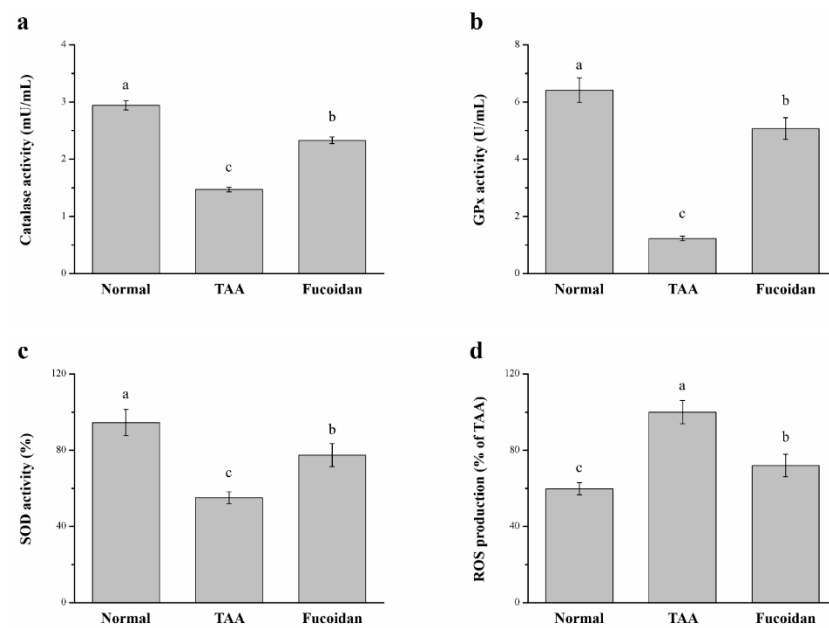 a
Catalase activity (mU/mL)
4
3
2
1
0
a
c
b
Normal TAA Fucoidan
b
GPx activity (U/mL)
8
6
4
2
0
a
c
b
Normal TAA Fucoidan
c
SOD activity (%)
120
80
40
0
a
c
b
Normal TAA Fucoidan
d
ROS production (% of TAA)
120
80
40
0
c
a
b
Normal TAA Fucoidan